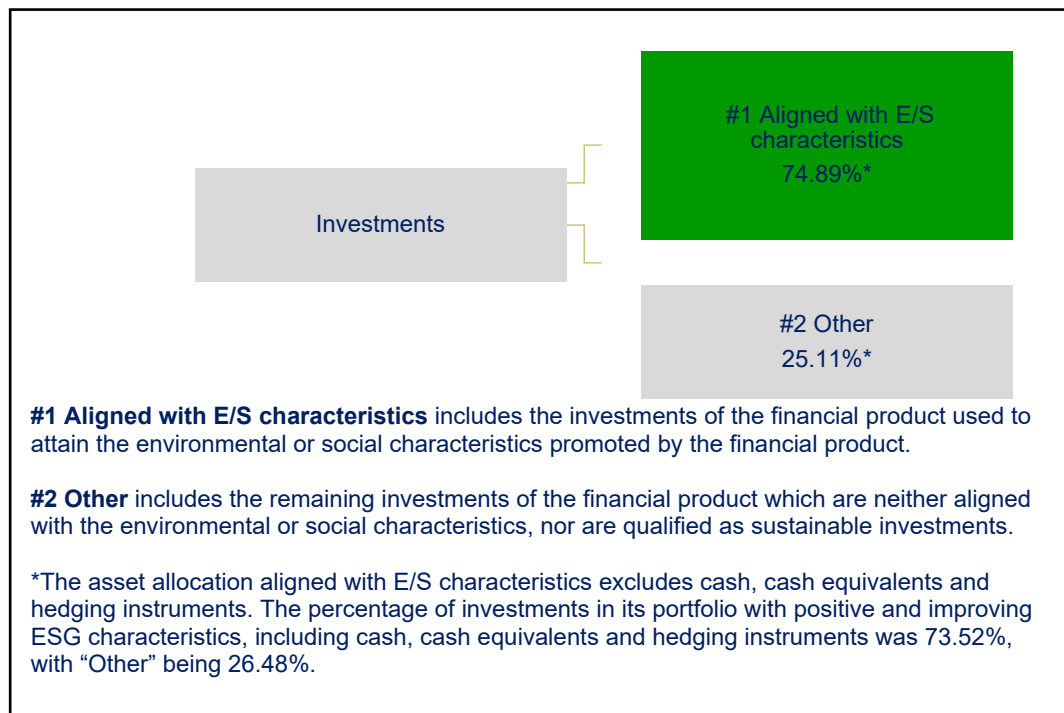 #1 Aligned with E/S
characteristics
74.89%*
Investments
#2 Other
25.11%*
#1 Aligned with E/S characteristics includes the investments of the financial product used to
attain the environmental or social characteristics promoted by the financial product.
#2 Other includes the remaining investments of the financial product which are neither aligned
with the environmental or social characteristics, nor are qualified as sustainable investments.
*The asset allocation aligned with E/S characteristics excludes cash, cash equivalents and
hedging instruments. The percentage of investments in its portfolio with positive and improving
ESG characteristics, including cash, cash equivalents and hedging instruments was 73.52%,
with “Other” being 26.48%.